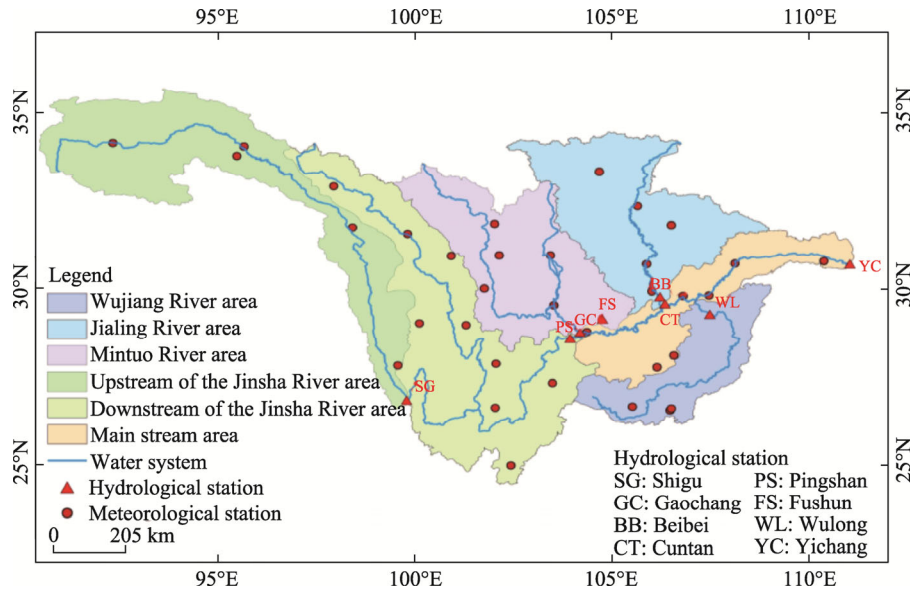 95°E 100°E 105°E 110°E
35°N 35°N
30°N 30°N
25°N 25°N
YC
BB
WL
FS
CT
GC
PS
SG
Legend
Wujiang River area
Jialing River area
Mintuo River area
Upstream of the Jinsha River area
Downstream of the Jinsha River area
Main stream area
Water system
Hydrological station
Meteorological station
0 205 km
Hydrological station
SG: Shigu PS: Pingshan
GC: Gaochang FS: Fushun
BB: Beibei WL: Wulong
CT: Cuntan YC: Yichang
95°E 100°E 105°E 110°E